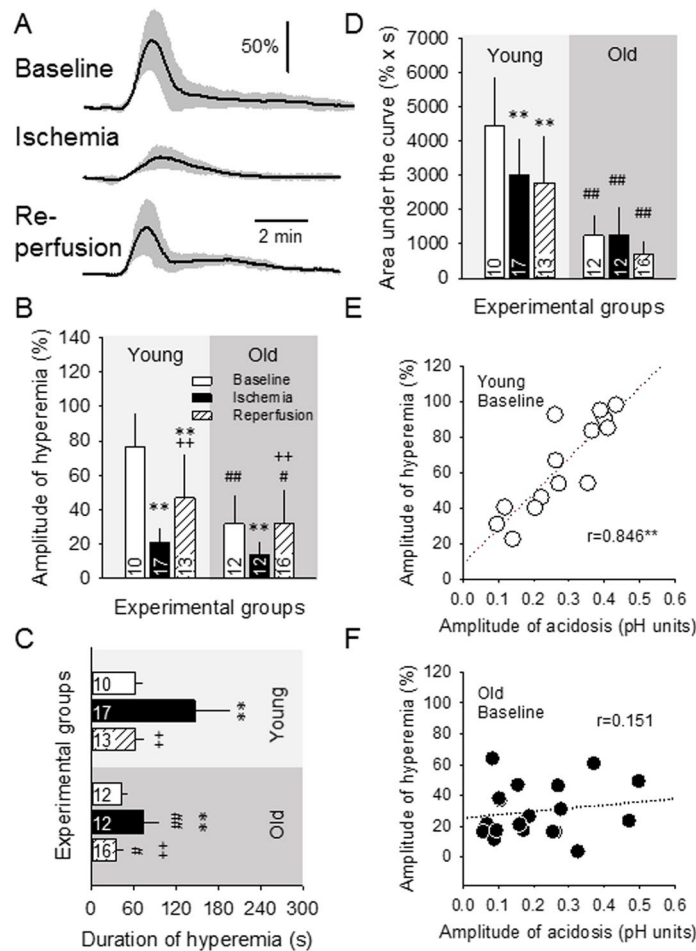 A
50%
Baseline
Ischemia
Re-
perfusion
2 min
B
Amplitude of hyperemia (%)
140
120
100
80
60
40
20
0
Young
Old
Baseline
Ischemia
Reperfusion
**
**
++
##
**
++
#
10
17
13
12
12
16
Experimental groups
C
Experimental groups
10
17
**
13
++
Young
12
12
##
**
16
#
++
Old
0
60
120
180
240
300
Duration of hyperemia (s)
D
Area under the curve (% x s)
7000
6000
5000
4000
3000
2000
1000
0
Young
Old
**
**
##
##
##
10
17
13
12
12
16
Experimental groups
E
Amplitude of hyperemia (%)
120
100
80
60
40
20
0
Young
Baseline
r=0.846**
0.0 0.1 0.2 0.3 0.4 0.5 0.6
Amplitude of acidosis (pH units)
F
Amplitude of hyperemia (%)
120
100
80
60
40
20
0
Old
Baseline
r=0.151
0.0 0.1 0.2 0.3 0.4 0.5 0.6
Amplitude of acidosis (pH units)